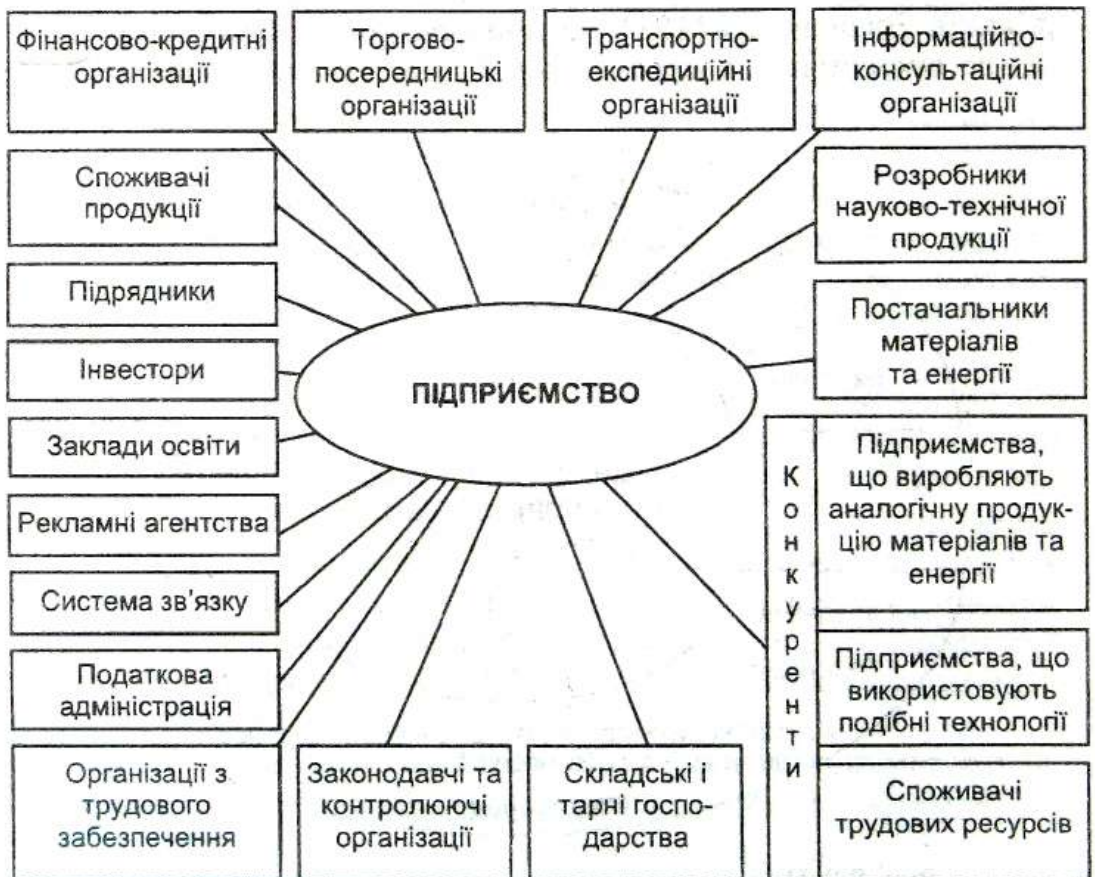 Фінансово-кредитні
організації
Торгово-
посередницькі
організації
Транспортно-
експедиційні
організації
Інформаційно-
консультаційні
організації
Споживачі
продукції
Розробники
науково-технічної
продукції
Підрядники
Постачальники
матеріалів
та енергії
Інвестори
ПІДПРИЄМСТВО
Заклади освіти
Рекламні агентства
Система зв'язку
Податкова
адміністрація
Конкуренти
Підприємства,
що виробляють
аналогічну продук-
цію матеріалів та
енергії
Підприємства, що
використовують
подібні технології
Споживачі
трудових ресурсів
Організації з
трудового
забезпечення
Законодавчі та
контролюючі
організації
Складські і
тарні госпо-
дарства